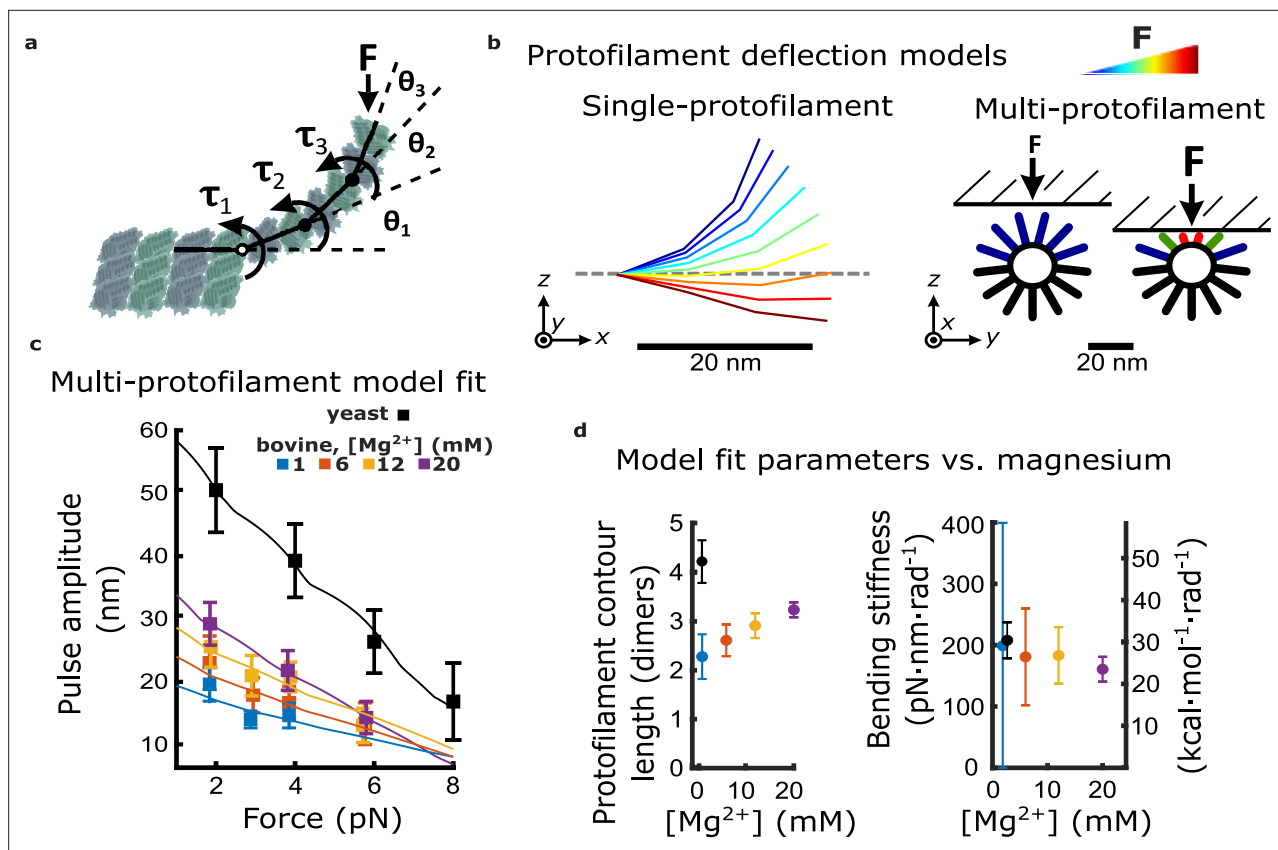 a
F
θ3
θ2
θ1
τ3
τ2
τ1
b
F
Protofilament deflection models
Single-protofilament
Multi-protofilament
F
F
z
y
x
20 nm
z
x
y
20 nm
c
Multi-protofilament model fit
yeast
bovine, [Mg2+] (mM)
1 6 12 20
Pulse amplitude
(nm)
60
50
40
30
20
10
2 4 6 8
Force (pN)
d
Model fit parameters vs. magnesium
Protofilament contour
length (dimers)
5
4
3
2
1
0
0 10 20
[Mg2+] (mM)
Bending stiffness
(pN·nm·rad-1)
400
300
200
100
0
0 10 20
[Mg2+] (mM)
50
40
30
20
10
(kcal·mol-1·rad-1)